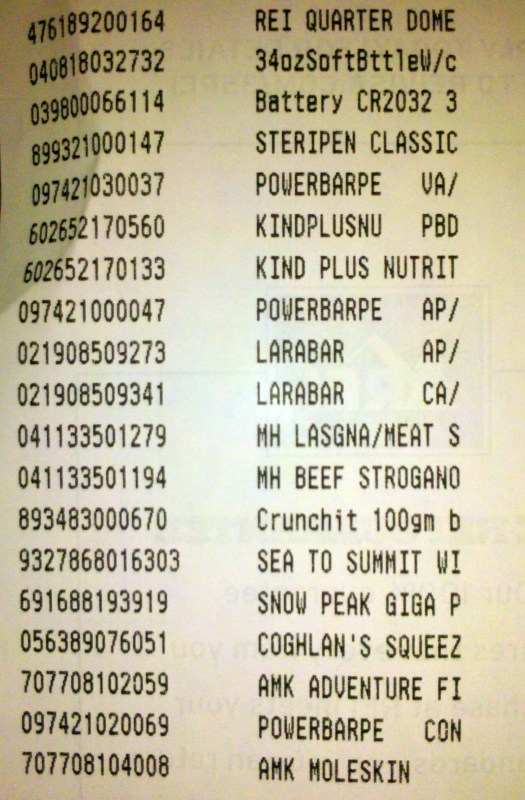 476189200164 REI QUARTER DOME
040818032732 34ozSoftBttleW/c
039800066114 Battery CR2032 3
899321000147 STERIPEN CLASSIC
097421030037 POWERBARPE VA/
602652170560 KINDPLUSNU PBD
602652170133 KIND PLUS NUTRIT
097421000047 POWERBARPE AP/
021908509273 LARABAR AP/
021908509341 LARABAR CA/
041133501279 MH LASGNA/MEAT S
041133501194 MH BEEF STROGANO
893483000670 Crunchit 100gm b
9327868016303 SEA TO SUMMIT WI
691688193919 SNOW PEAK GIGA P
056389076051 COGHLAN'S SQUEEZ
707708102059 AMK ADVENTURE FI
097421020069 POWERBARPE CON
707708104008 AMK MOLESKIN